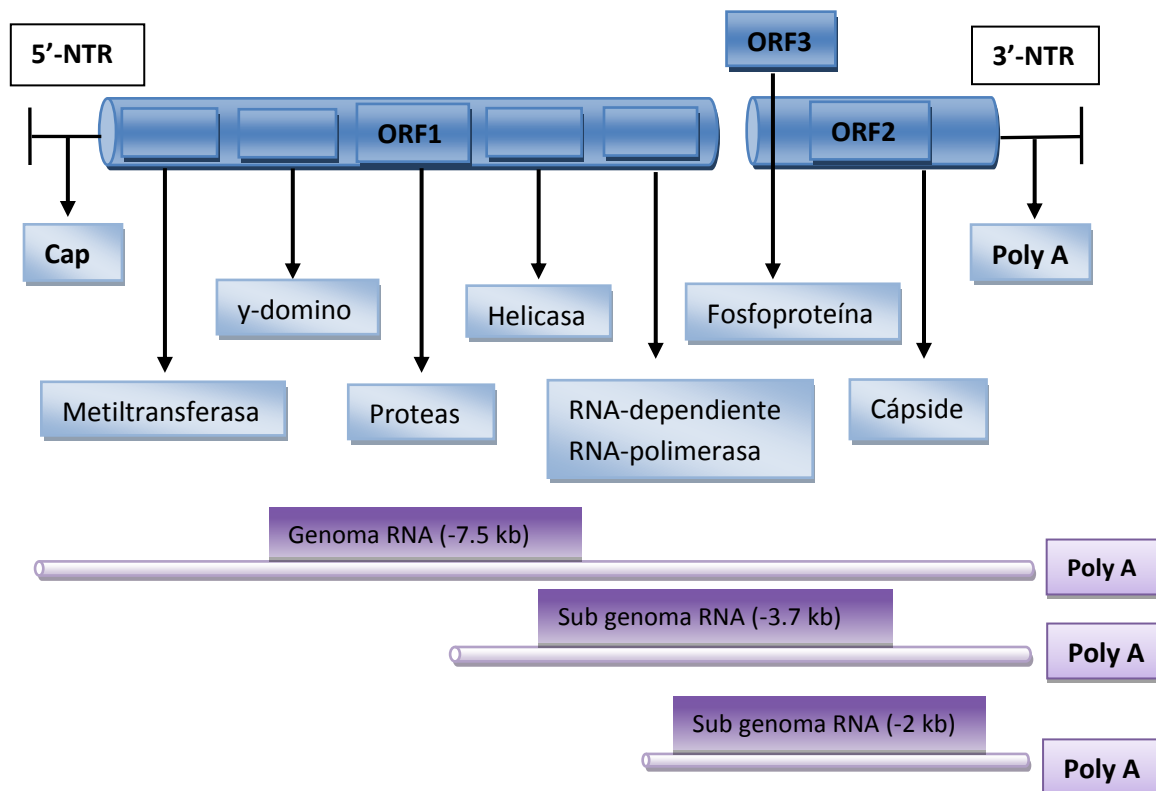 5’-NTR
ORF3
3’-NTR
ORF1
ORF2
Cap
Poly A
y-domino
Helicasa
Fosfoproteína
Metiltransferasa
Proteas
RNA-dependiente
RNA-polimerasa
Cápside
Genoma RNA (-7.5 kb)
Poly A
Sub genoma RNA (-3.7 kb)
Poly A
Sub genoma RNA (-2 kb)
Poly A